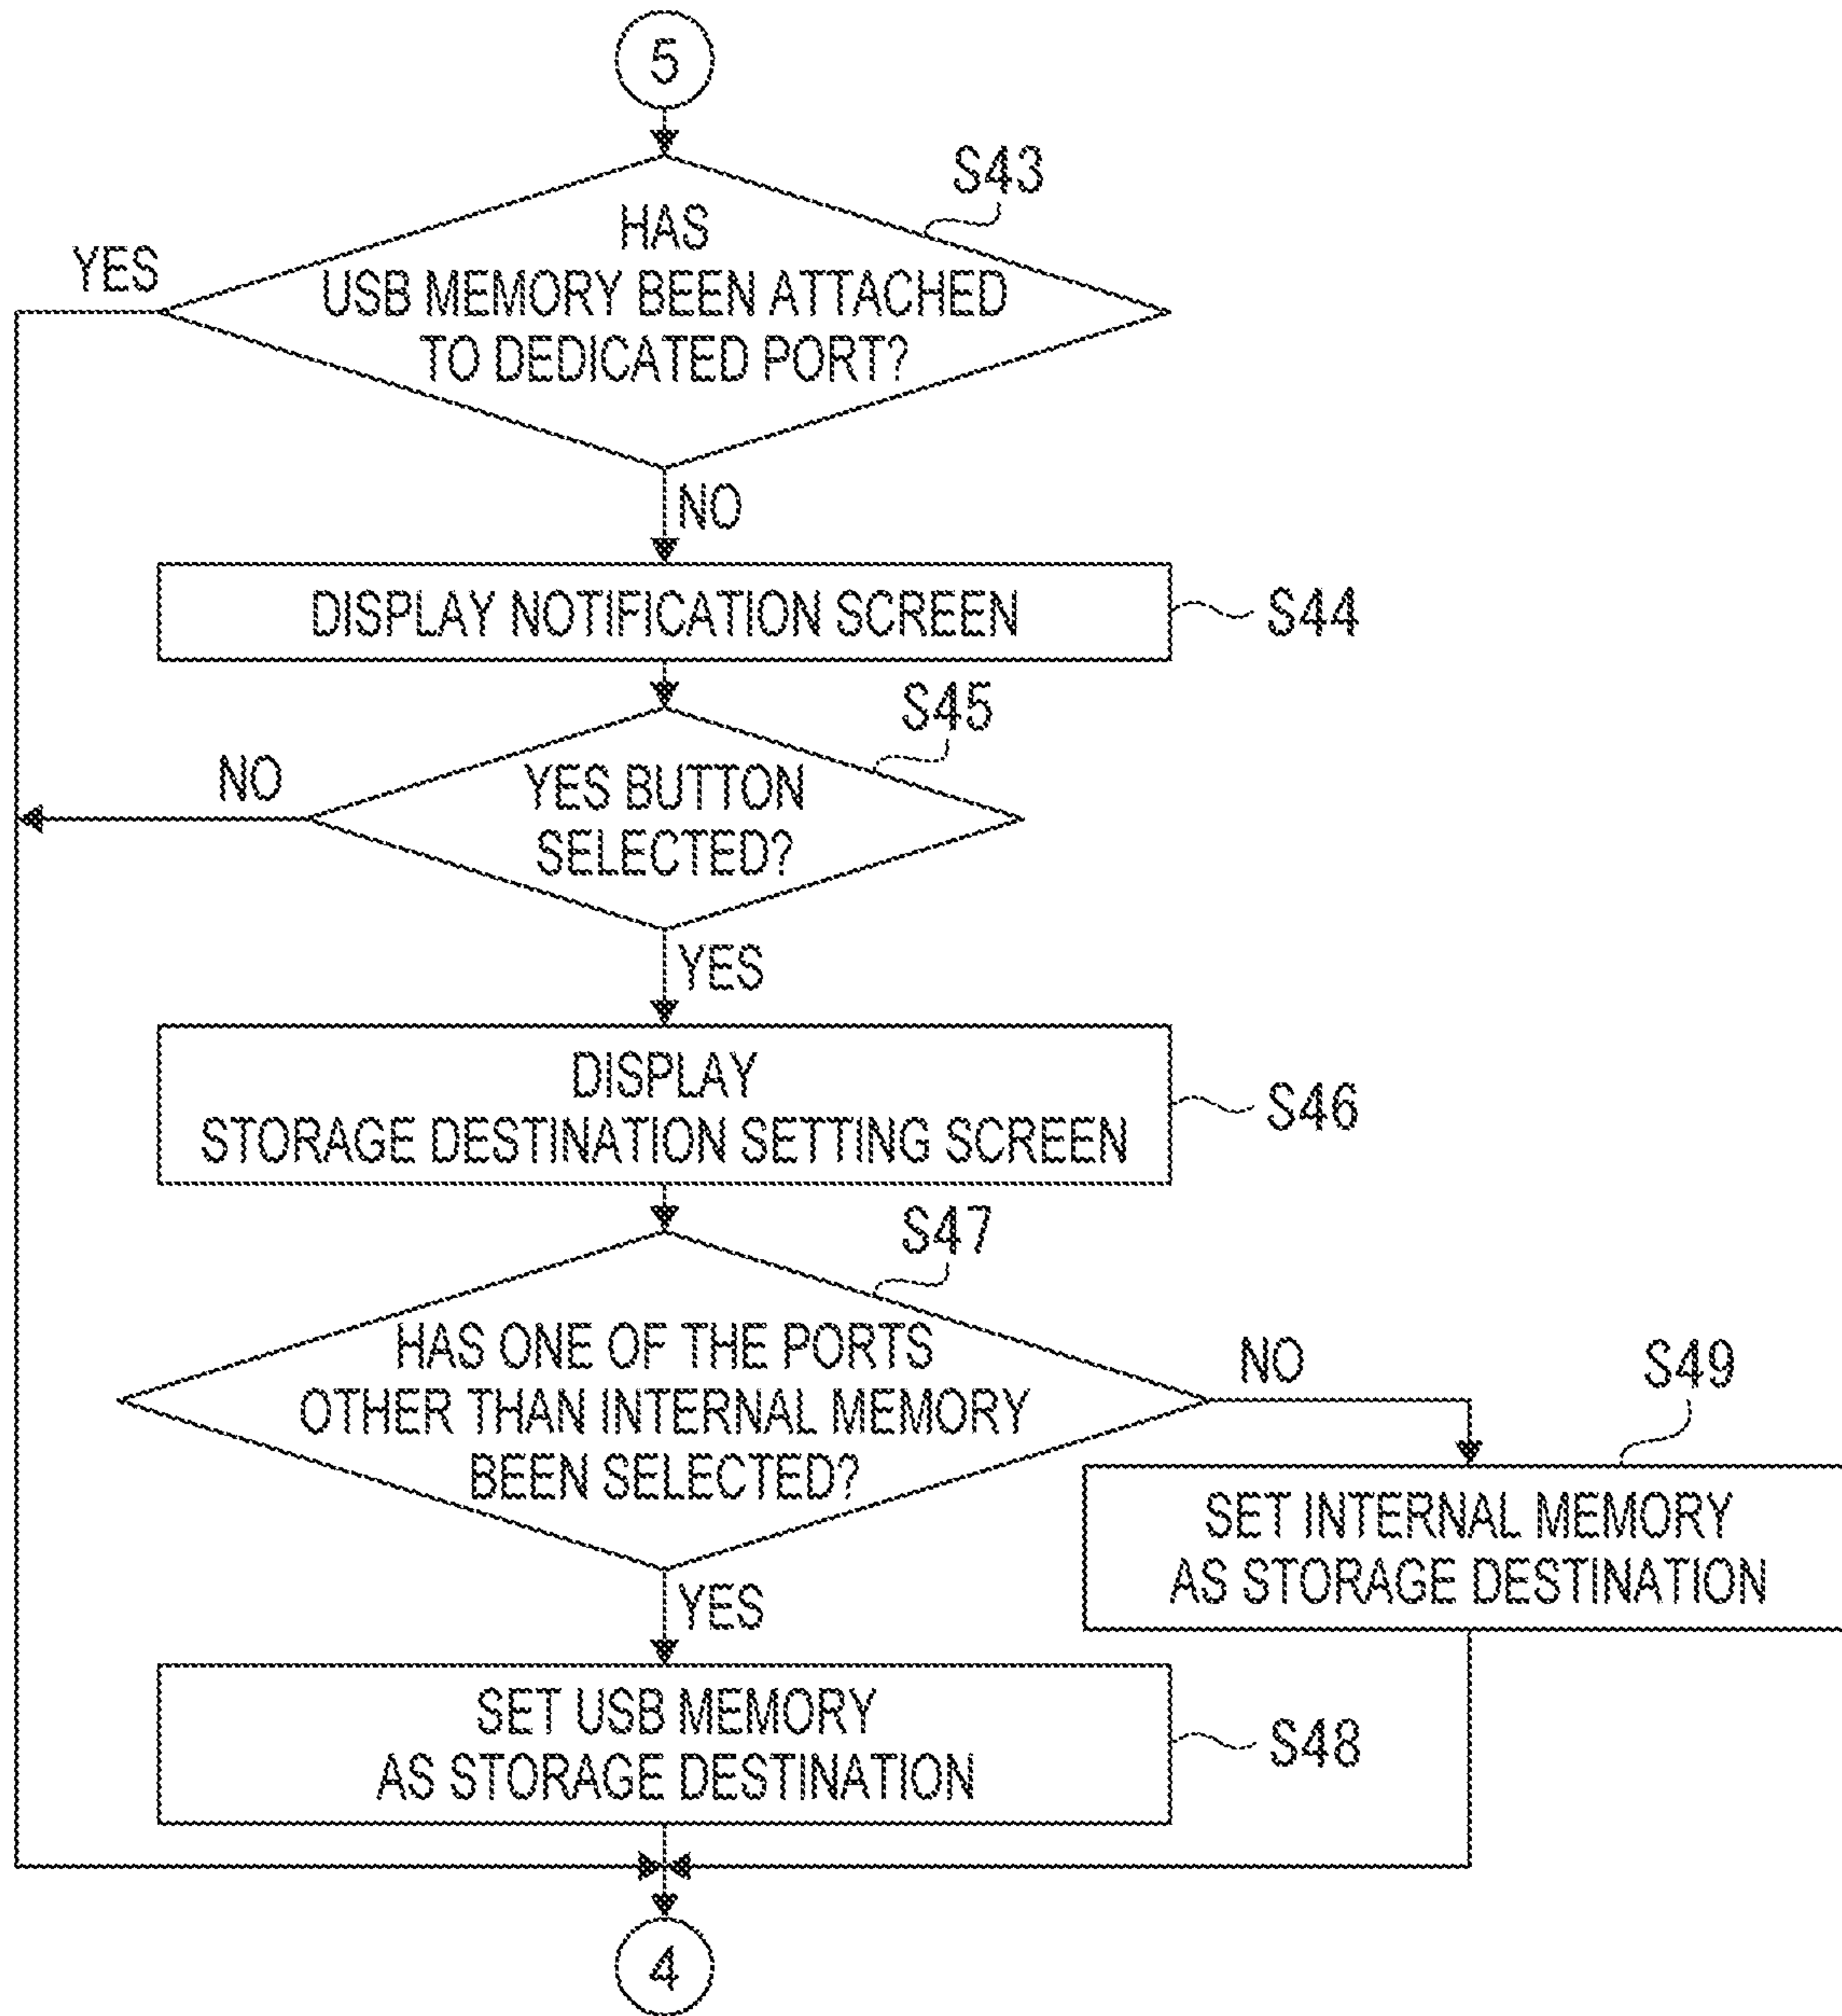 5
S43
HAS
USB MEMORY BEEN ATTACHED
TO DEDICATED PORT?
YES
NO
DISPLAY NOTIFICATION SCREEN
S44
S45
YES BUTTON
SELECTED?
NO
YES
DISPLAY
STORAGE DESTINATION SETTING SCREEN
S46
S47
HAS ONE OF THE PORTS
OTHER THAN INTERNAL MEMORY
BEEN SELECTED?
NO
S49
SET INTERNAL MEMORY
AS STORAGE DESTINATION
YES
SET USB MEMORY
AS STORAGE DESTINATION
S48
4